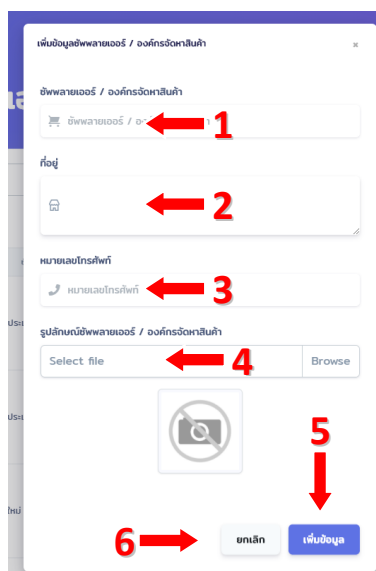 เพิ่มข้อมูลซัพพลายเออร์ / องค์กรจัดหาสินค้า ×
ซัพพลายเออร์ / องค์กรจัดหาสินค้า
ซัพพลายเออร์ / อ 1
ที่อยู่
2
หมายเลขโทรศัพท์
หมายเลขโทรศัพท์ 3
รูปลักษณ์ซัพพลายเออร์ / องค์กรจัดหาสินค้า
Select file 4 Browse
5
6 ยกเลิก เพิ่มข้อมูล